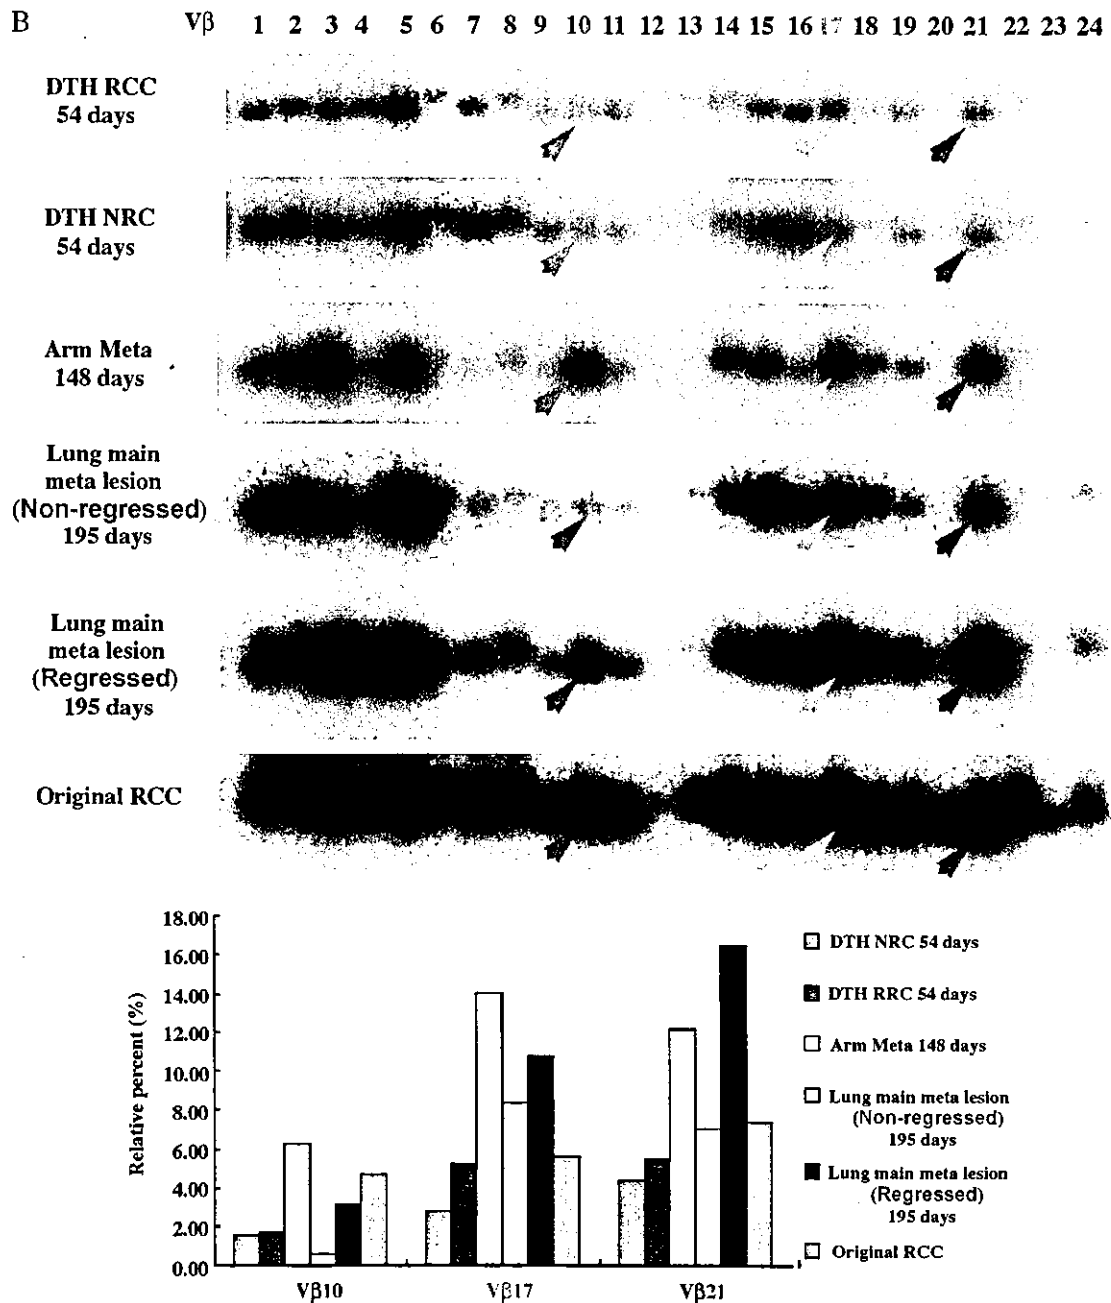 B
Vβ 1 2 3 4 5 6 7 8 9 10 11 12 13 14 15 16 17 18 19 20 21 22 23 24
DTH RCC
54 days
DTH NRC
54 days
Arm Meta
148 days
Lung main
meta lesion
(Non-regressed)
195 days
Lung main
meta lesion
(Regressed)
195 days
Original RCC
18.00
16.00
14.00
12.00
10.00
8.00
6.00
4.00
2.00
0.00
Relative percent (%)
Vβ10 Vβ17 Vβ21
DTH NRC 54 days
DTH RRC 54 days
Arm Meta 148 days
Lung main meta lesion
(Non-regressed)
195 days
Lung main meta lesion
(Regressed)
195 days
Original RCC